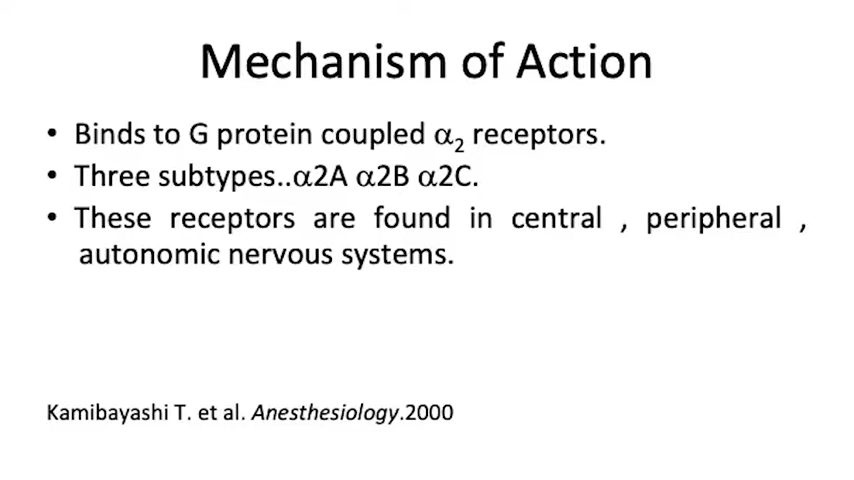 Mechanism of Action
• Binds to G protein coupled α₂ receptors.
• Three subtypes..α2A α2B α2C.
• These receptors are found in central , peripheral ,
autonomic nervous systems.
Kamibayashi T. et al. Anesthesiology.2000